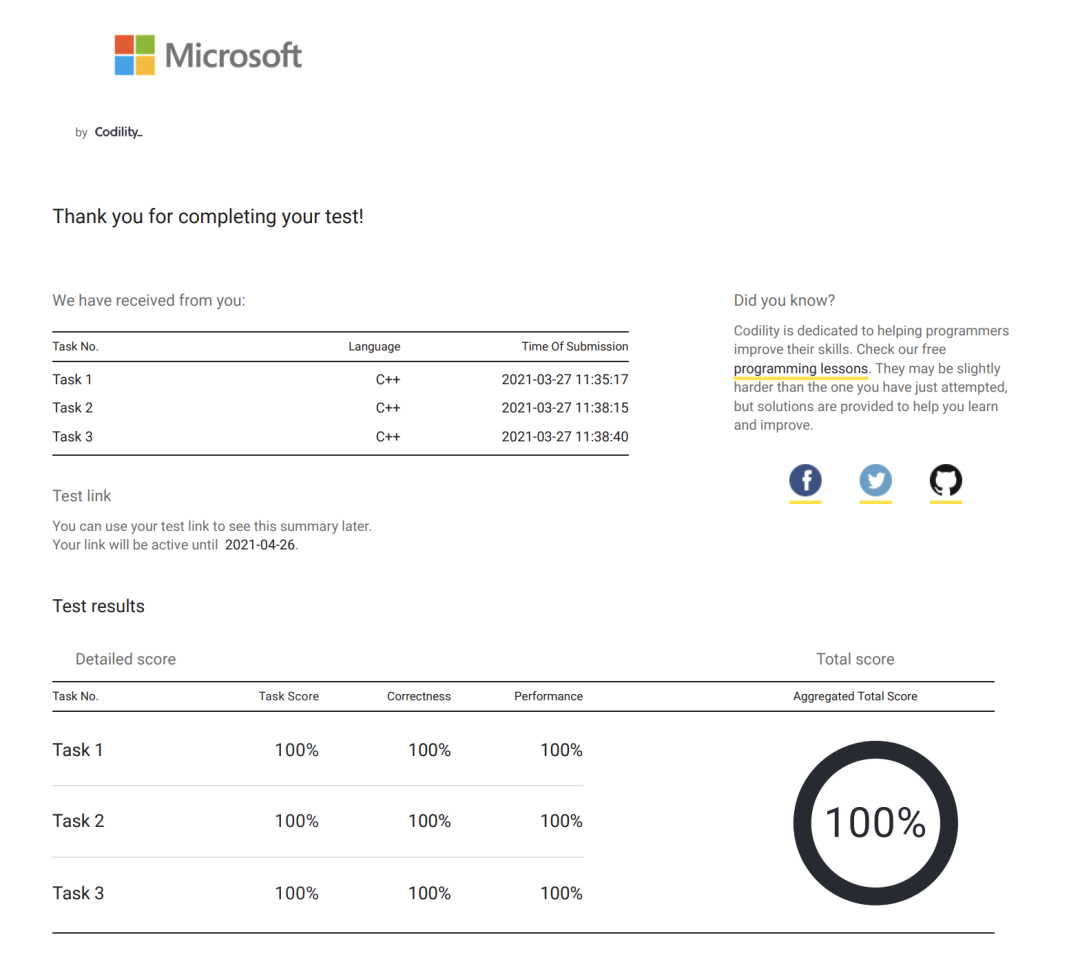 Microsoft
by Codility_
Thank you for completing your test!
We have received from you:
Task No. Language Time Of Submission
Task 1 C++ 2021-03-27 11:35:17
Task 2 C++ 2021-03-27 11:38:15
Task 3 C++ 2021-03-27 11:38:40
Test link
You can use your test link to see this summary later.
Your link will be active until 2021-04-26.
Did you know?
Codility is dedicated to helping programmers
improve their skills. Check our free
programming lessons. They may be slightly
harder than the one you have just attempted,
but solutions are provided to help you learn
and improve.
f
Test results
Detailed score
Task No. Task Score Correctness Performance
Task 1 100% 100% 100%
Task 2 100% 100% 100%
Task 3 100% 100% 100%
Total score
Aggregated Total Score
100%